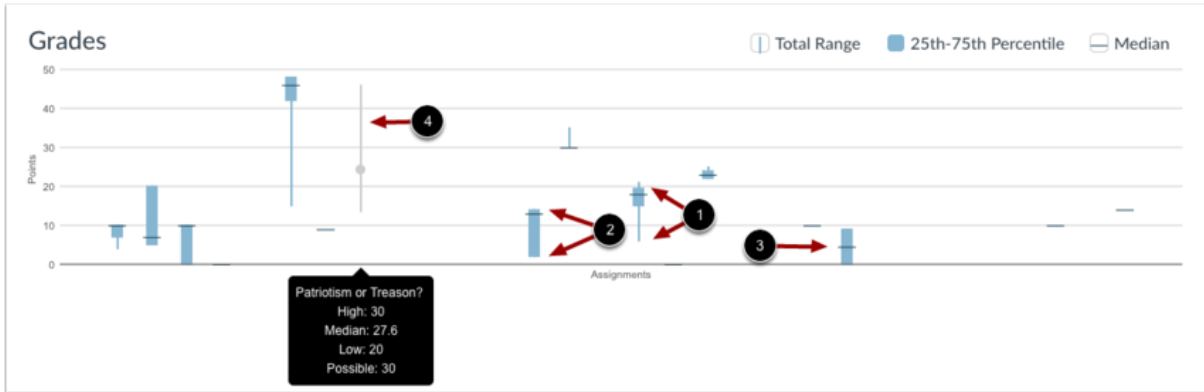 Grades
Total Range
25th-75th Percentile
Median
50
40
30
20
10
0
Points
4
1
2
3
Assignments
Patriotism or Treason?
High: 30
Median: 27.6
Low: 20
Possible: 30